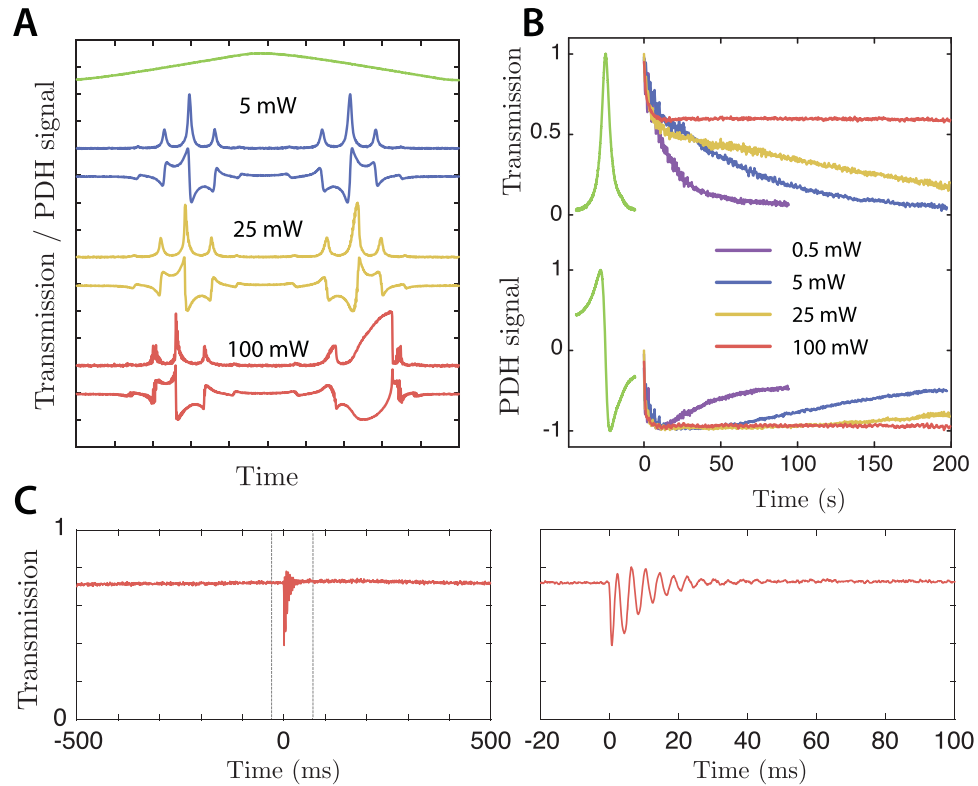 A
Transmission / PDH signal
5 mW
25 mW
100 mW
Time
B
Transmission
1
0.5
0
PDH signal
1
0
-1
0.5 mW
5 mW
25 mW
100 mW
0 50 100 150 200
Time (s)
C
Transmission
1
0
-500 0 500
Time (ms)
-20 0 20 40 60 80 100
Time (ms)